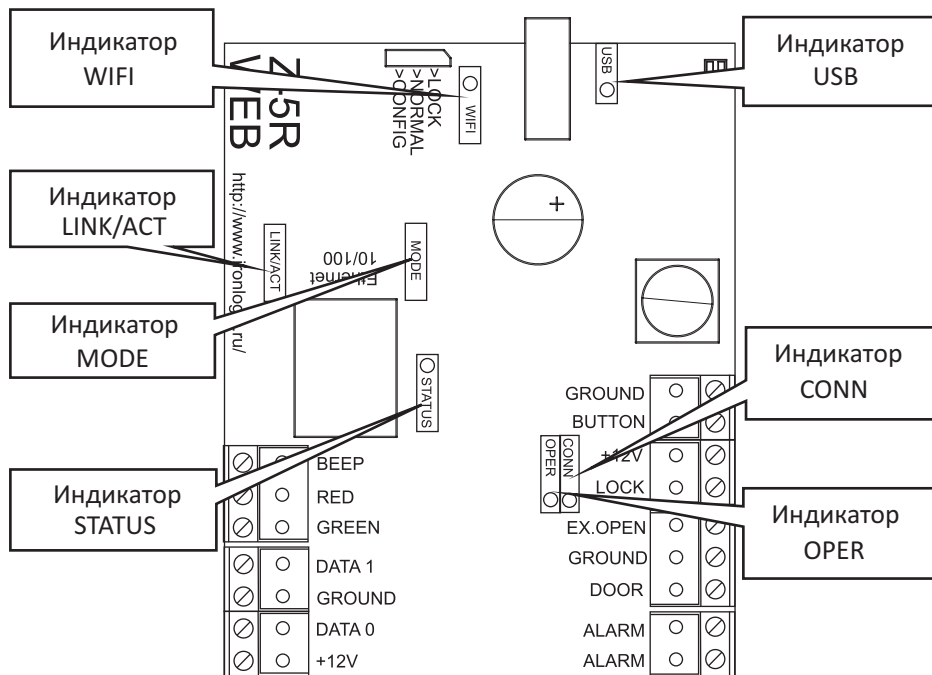 Индикатор
WIFI
Индикатор
USB
Индикатор
LINK/ACT
Индикатор
MODE
Индикатор
STATUS
Индикатор
CONN
Индикатор
OPER
>LOCK
>NORMAL
>CONFIG
WIFI
USB
LINK/ACT
Ethernet
10/100
MODE
STATUS
CONN
OPER
+
BEEP
RED
GREEN
DATA 1
GROUND
DATA 0
+12V
GROUND
BUTTON
+12V
LOCK
EX.OPEN
GROUND
DOOR
ALARM
ALARM